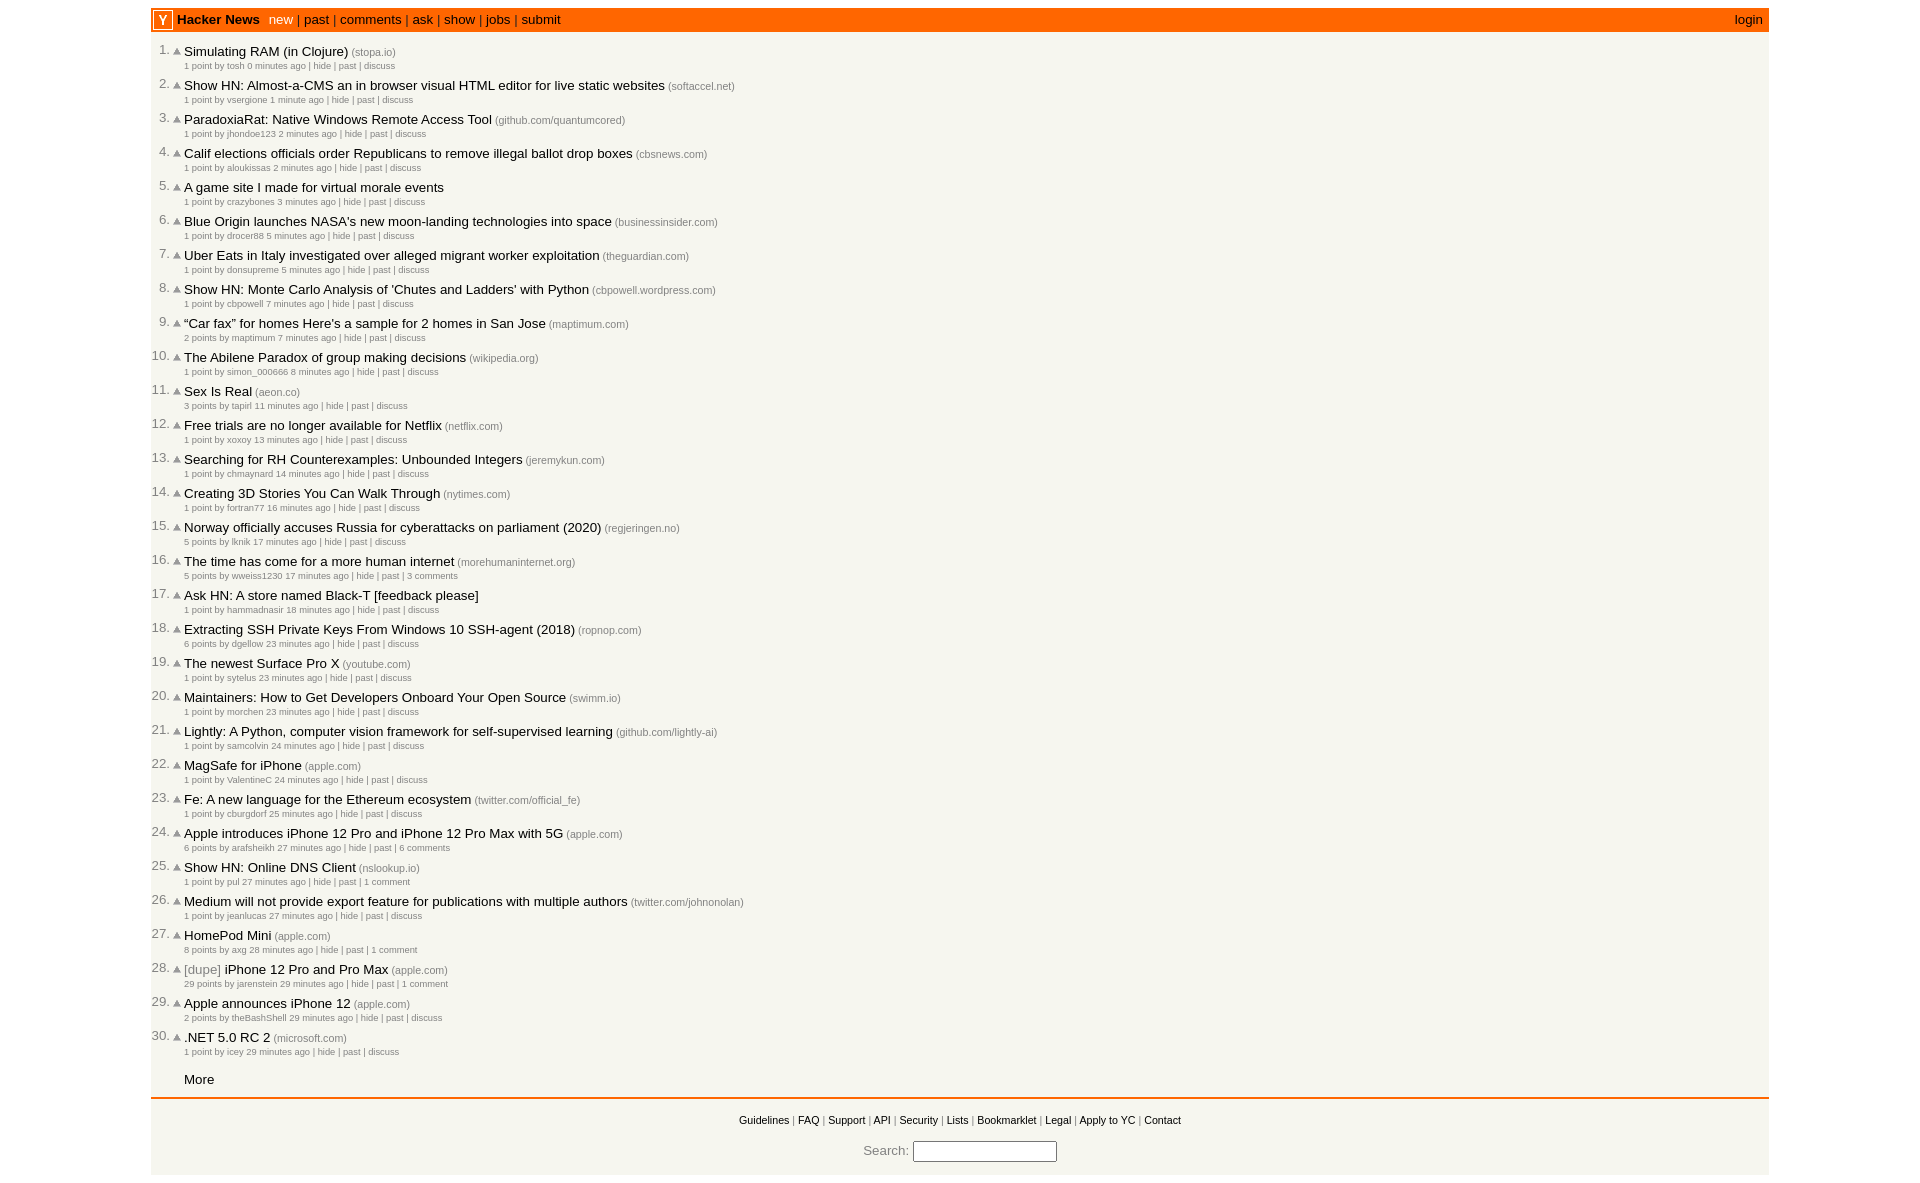 Y Hacker News new | past | comments | ask | show | jobs | submit login
1. Simulating RAM (in Clojure) (stopa.io)
1 point by tosh 0 minutes ago | hide | past | discuss
2. Show HN: Almost-a-CMS an in browser visual HTML editor for live static websites (softaccel.net)
1 point by vsergione 1 minute ago | hide | past | discuss
3. ParadoxiaRat: Native Windows Remote Access Tool (github.com/quantumcored)
1 point by jhondoe123 2 minutes ago | hide | past | discuss
4. Calif elections officials order Republicans to remove illegal ballot drop boxes (cbsnews.com)
1 point by aloukissas 2 minutes ago | hide | past | discuss
5. A game site I made for virtual morale events
1 point by crazybones 3 minutes ago | hide | past | discuss
6. Blue Origin launches NASA's new moon-landing technologies into space (businessinsider.com)
1 point by drocer88 5 minutes ago | hide | past | discuss
7. Uber Eats in Italy investigated over alleged migrant worker exploitation (theguardian.com)
1 point by donsupreme 5 minutes ago | hide | past | discuss
8. Show HN: Monte Carlo Analysis of 'Chutes and Ladders' with Python (cbpowell.wordpress.com)
1 point by cbpowell 7 minutes ago | hide | past | discuss
9. “Car fax” for homes Here's a sample for 2 homes in San Jose (maptimum.com)
2 points by maptimum 7 minutes ago | hide | past | discuss
10. The Abilene Paradox of group making decisions (wikipedia.org)
1 point by simon_000666 8 minutes ago | hide | past | discuss
11. Sex Is Real (aeon.co)
3 points by tapirl 11 minutes ago | hide | past | discuss
12. Free trials are no longer available for Netflix (netflix.com)
1 point by xoxoy 13 minutes ago | hide | past | discuss
13. Searching for RH Counterexamples: Unbounded Integers (jeremykun.com)
1 point by chmaynard 14 minutes ago | hide | past | discuss
14. Creating 3D Stories You Can Walk Through (nytimes.com)
1 point by fortran77 16 minutes ago | hide | past | discuss
15. Norway officially accuses Russia for cyberattacks on parliament (2020) (regjeringen.no)
5 points by lknik 17 minutes ago | hide | past | discuss
16. The time has come for a more human internet (morehumaninternet.org)
5 points by wweiss1230 17 minutes ago | hide | past | 3 comments
17. Ask HN: A store named Black-T [feedback please]
1 point by hammadnasir 18 minutes ago | hide | past | discuss
18. Extracting SSH Private Keys From Windows 10 SSH-agent (2018) (ropnop.com)
6 points by dgellow 23 minutes ago | hide | past | discuss
19. The newest Surface Pro X (youtube.com)
1 point by sytelus 23 minutes ago | hide | past | discuss
20. Maintainers: How to Get Developers Onboard Your Open Source (swimm.io)
1 point by morchen 23 minutes ago | hide | past | discuss
21. Lightly: A Python, computer vision framework for self-supervised learning (github.com/lightly-ai)
1 point by samcolvin 24 minutes ago | hide | past | discuss
22. MagSafe for iPhone (apple.com)
1 point by ValentineC 24 minutes ago | hide | past | discuss
23. Fe: A new language for the Ethereum ecosystem (twitter.com/official_fe)
1 point by cburgdorf 25 minutes ago | hide | past | discuss
24. Apple introduces iPhone 12 Pro and iPhone 12 Pro Max with 5G (apple.com)
6 points by arafsheikh 27 minutes ago | hide | past | 6 comments
25. Show HN: Online DNS Client (nslookup.io)
1 point by pul 27 minutes ago | hide | past | 1 comment
26. Medium will not provide export feature for publications with multiple authors (twitter.com/johnonolan)
1 point by jeanlucas 27 minutes ago | hide | past | discuss
27. HomePod Mini (apple.com)
8 points by axg 28 minutes ago | hide | past | 1 comment
28. [dupe] iPhone 12 Pro and Pro Max (apple.com)
29 points by jarenstein 29 minutes ago | hide | past | 1 comment
29. Apple announces iPhone 12 (apple.com)
2 points by theBashShell 29 minutes ago | hide | past | discuss
30. .NET 5.0 RC 2 (microsoft.com)
1 point by icey 29 minutes ago | hide | past | discuss
More
Guidelines | FAQ | Support | API | Security | Lists | Bookmarklet | Legal | Apply to YC | Contact
Search: